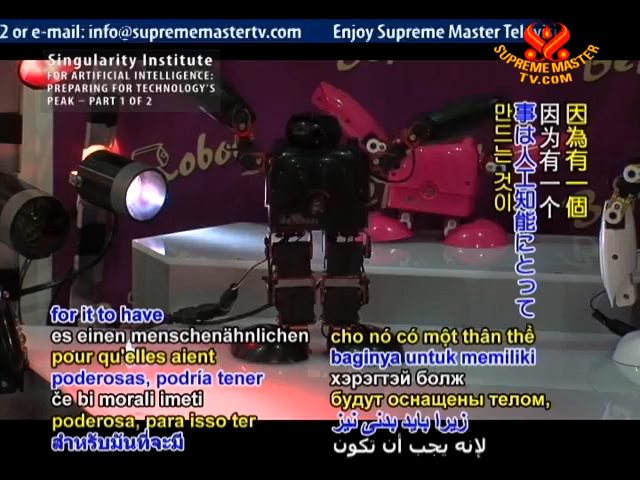 2 or e-mail: info@suprememastertv.com Enjoy Supreme Master Televisi
SUPREME MASTER
TV.COM
Singularity Institute
FOR ARTIFICIAL INTELLIGENCE:
PREPARING FOR TECHNOLOGY'S
PEAK – PART 1 OF 2
因為有一個
因为有一个
事は人工知能にとって
만드는 것이
for it to have
es einen menschenähnlichen
pour qu'elles aient
poderosas, podría tener
če bi morali imeti
poderosa, para isso ter
สำหรับมันที่จะมี
cho nó có một thân thể
baginya untuk memiliki
хэрэгтэй болж
будут оснащены телом,
زیرا باید بدنی نیز
لإنه يجب أن تكون